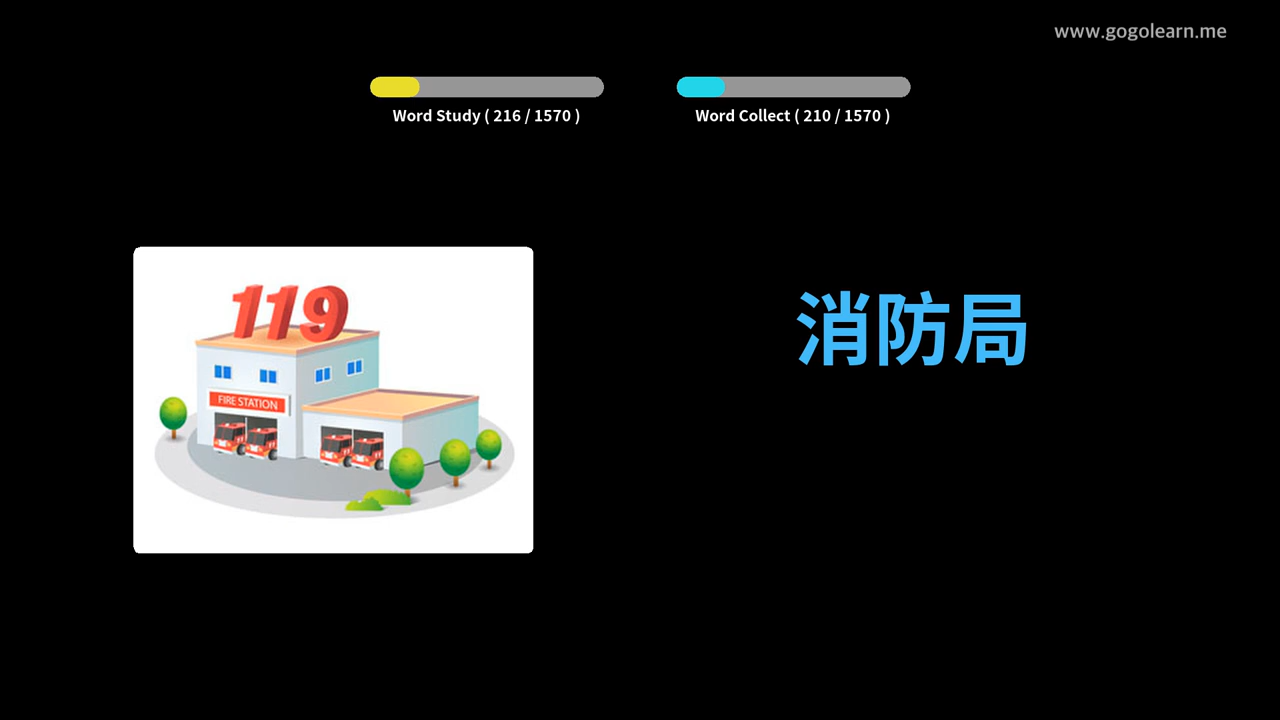 www.gogolearn.me
Word Study ( 216 / 1570 )
Word Collect ( 210 / 1570 )
119
FIRE STATION
消防局